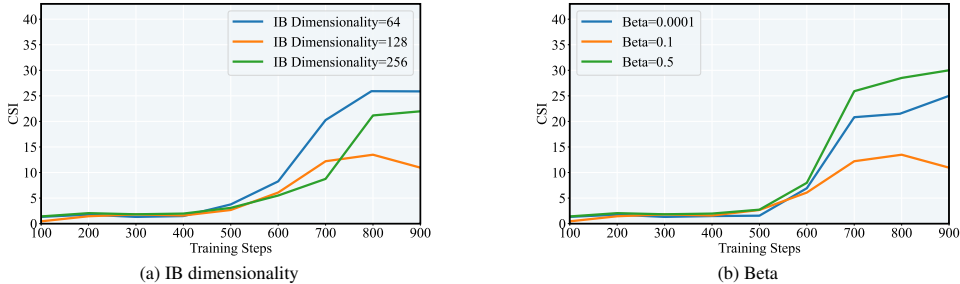 40
35
30
25
20
15
10
5
0
CSI
IB Dimensionality=64
IB Dimensionality=128
IB Dimensionality=256
100 200 300 400 500 600 700 800 900
Training Steps
(a) IB dimensionality
40
35
30
25
20
15
10
5
0
CSI
Beta=0.0001
Beta=0.1
Beta=0.5
100 200 300 400 500 600 700 800 900
Training Steps
(b) Beta